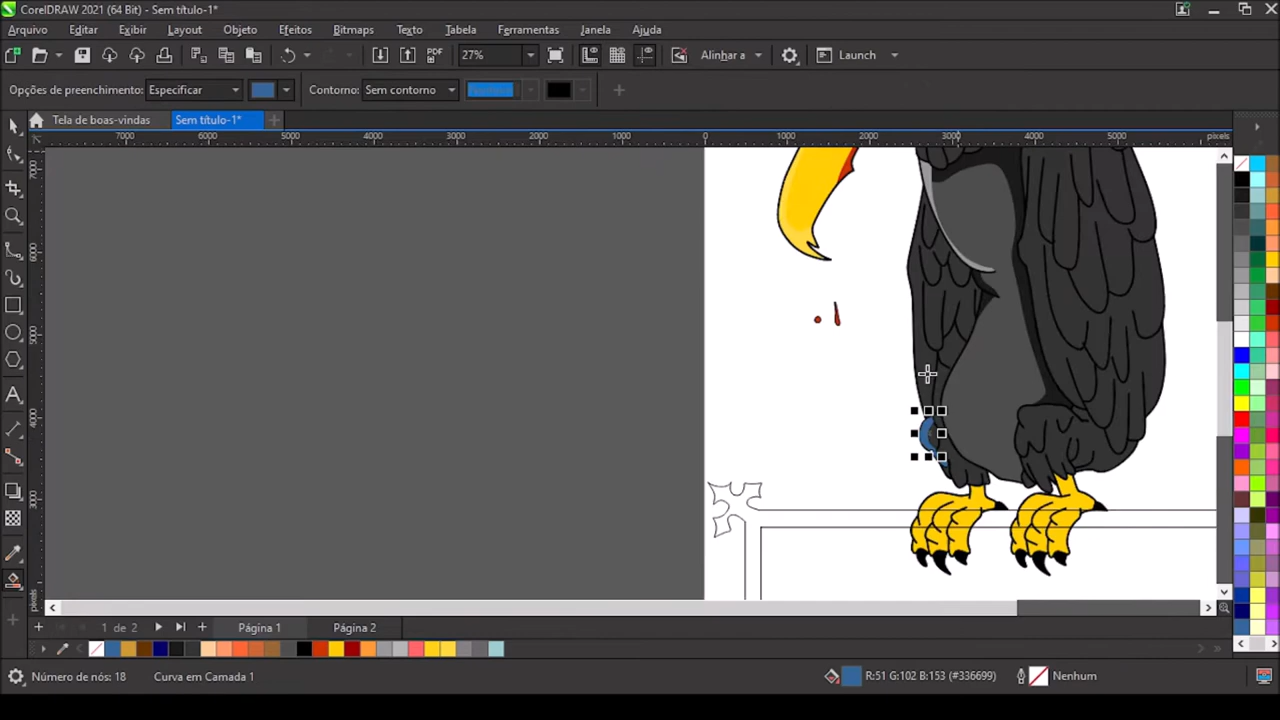 CorelDRAW 2021 (64 Bit) - Sem título-1*
Arquivo Editar Exibir Layout Objeto Efeitos Bitmaps Texto Tabela Ferramentas Janela Ajuda
PDF 27% Alinhar a Launch
Opções de preenchimento: Especificar Contorno: Sem contorno
Tela de boas-vindas Sem título-1*
7000 6000 5000 4000 3000 2000 1000 0 1000 2000 3000 4000 5000 pixels
1 de 2 Página 1 Página 2
Número de nós: 18 Curva em Camada 1 R:51 G:102 B:153 (#336699) Nenhum